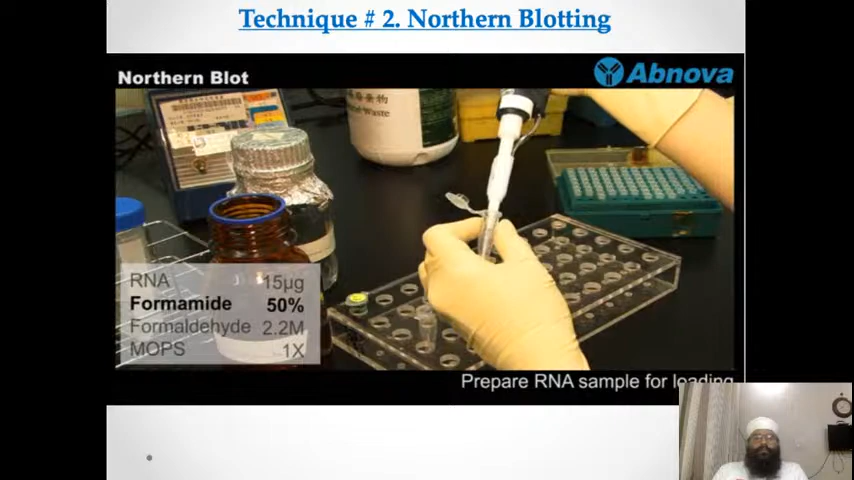 Technique # 2. Northern Blotting
Northern Blot
Abnova
Waste
RNA 15µg
Formamide 50%
Formaldehyde 2.2M
MOPS 1X
Prepare RNA sample for loading